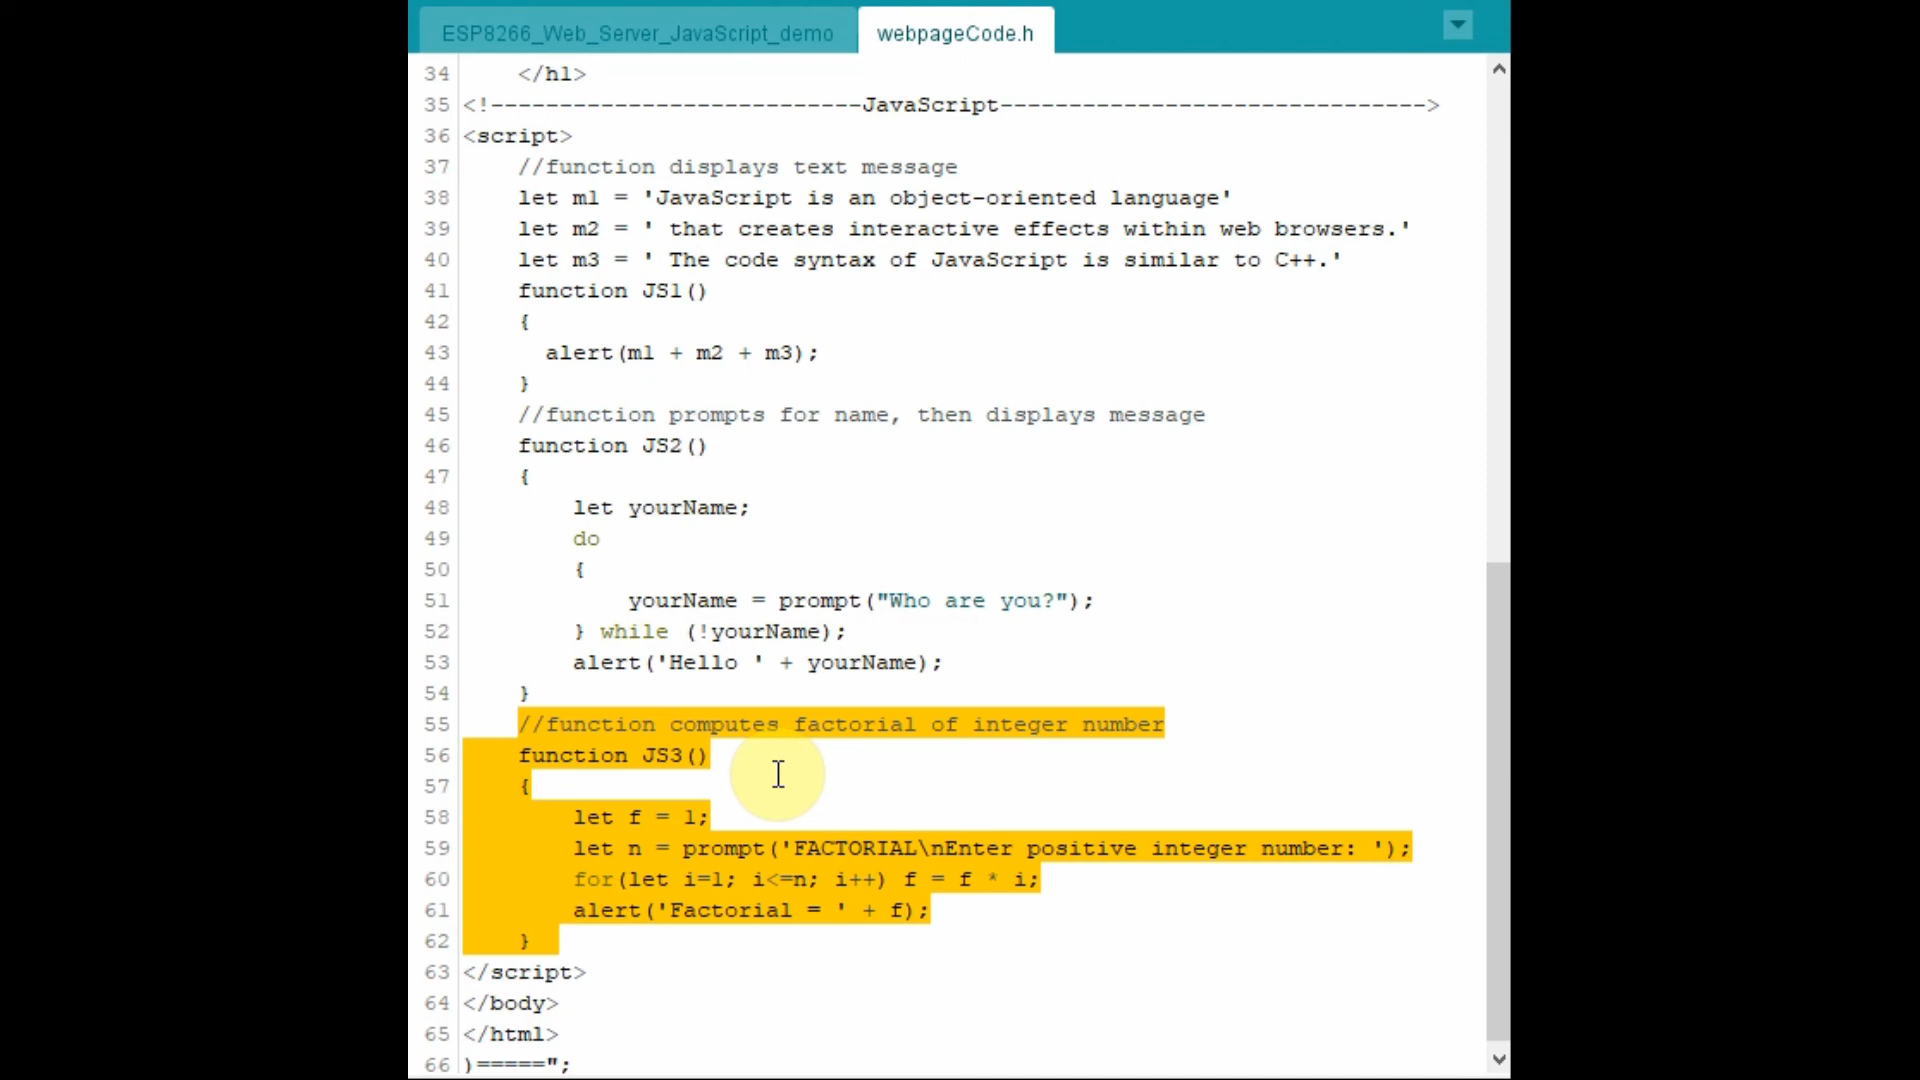 ESP8266_Web_Server_JavaScript_demo
webpageCode.h
34 </h1>
35 <!---------------------------JavaScript------------------------------->
36 <script>
37 //function displays text message
38 let m1 = 'JavaScript is an object-oriented language'
39 let m2 = ' that creates interactive effects within web browsers.'
40 let m3 = ' The code syntax of JavaScript is similar to C++.'
41 function JS1()
42 {
43 alert(m1 + m2 + m3);
44 }
45 //function prompts for name, then displays message
46 function JS2()
47 {
48 let yourName;
49 do
50 {
51 yourName = prompt("Who are you?");
52 } while (!yourName);
53 alert('Hello ' + yourName);
54 }
55 //function computes factorial of integer number
56 function JS3()
57 {
58 let f = 1;
59 let n = prompt('FACTORIAL\nEnter positive integer number: ');
60 for(let i=1; i<=n; i++) f = f * i;
61 alert('Factorial = ' + f);
62 }
63 </script>
64 </body>
65 </html>
66 )=====";